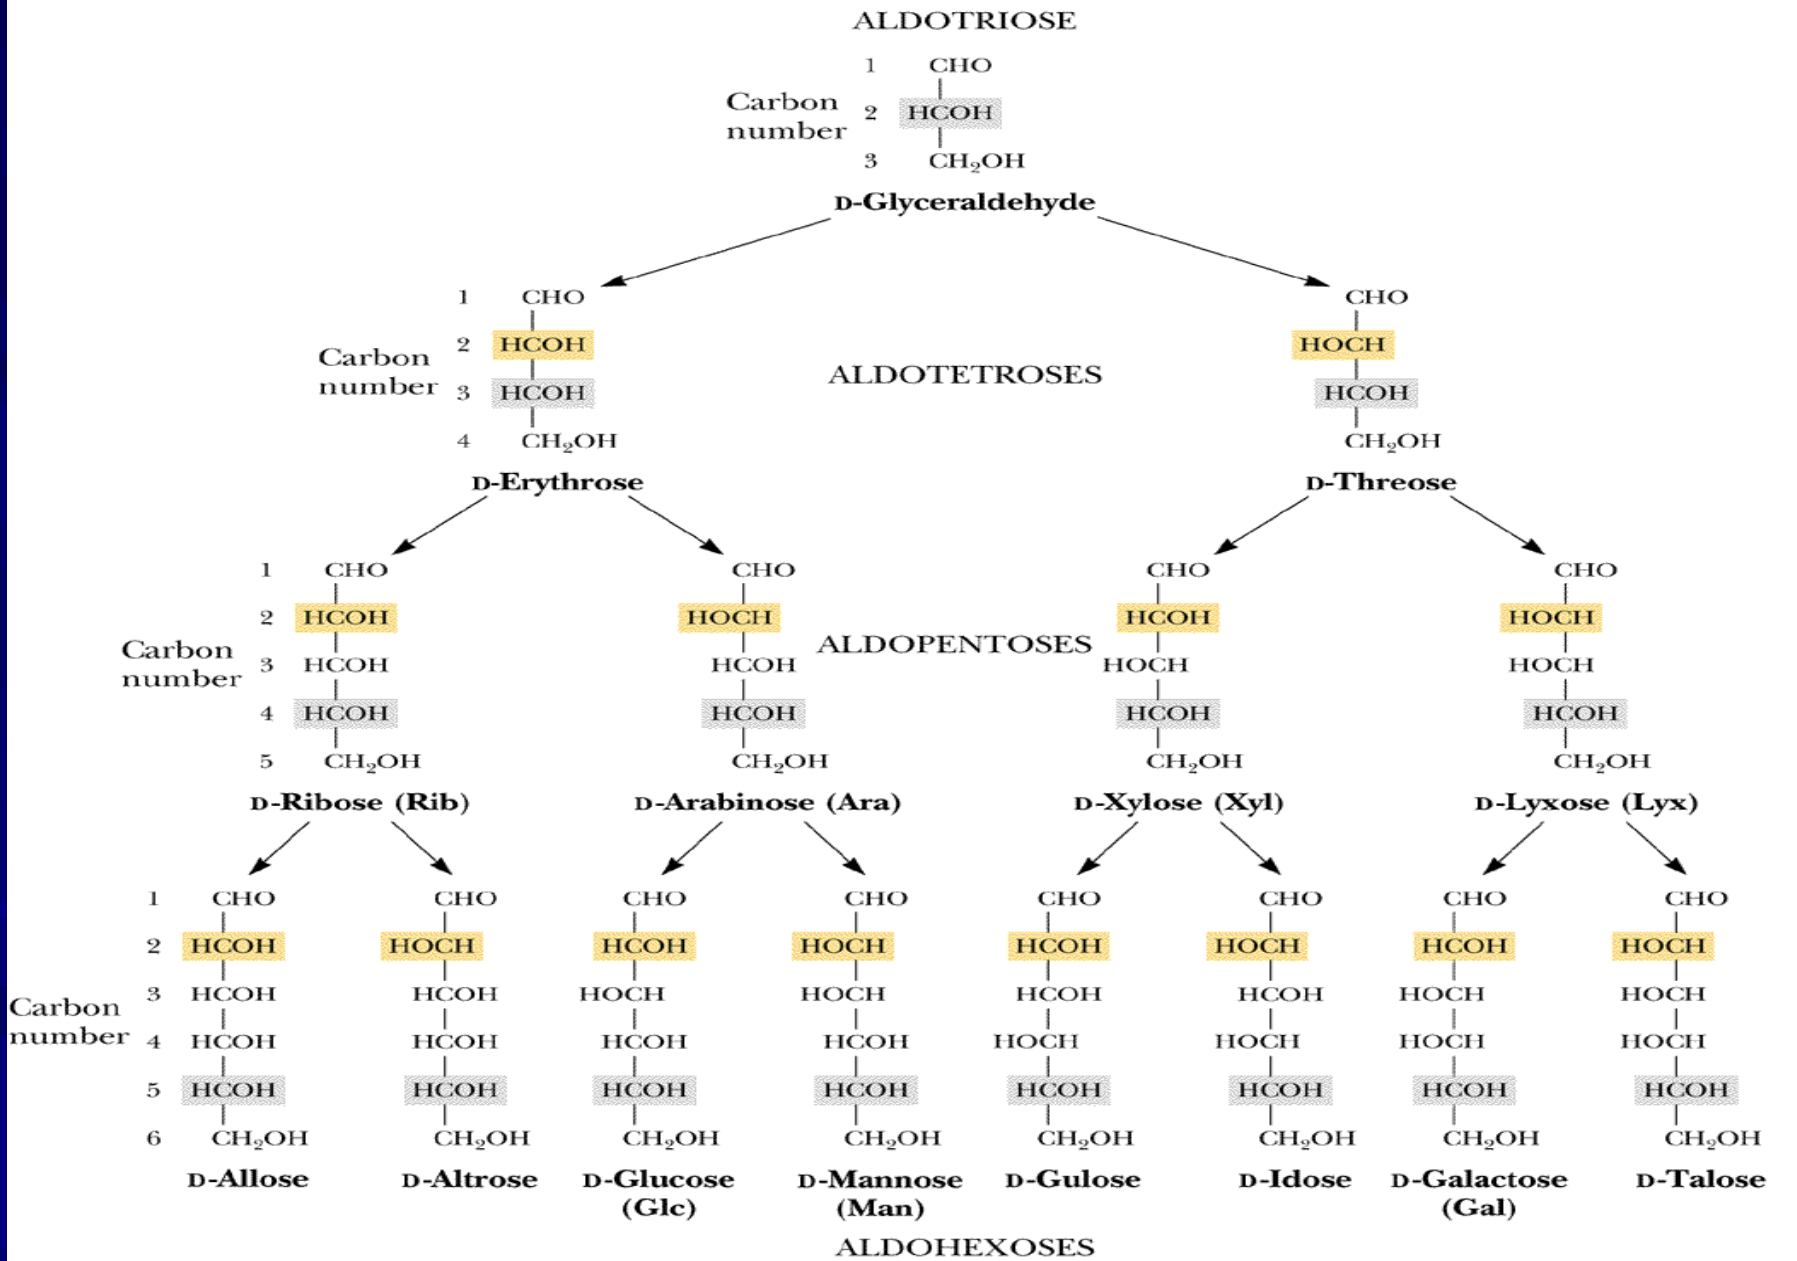 ALDOTRIOSE
1 CHO
Carbon number 2 HCOH
3 CH₂OH
D-Glyceraldehyde
1 CHO CHO
Carbon number 2 HCOH HOCH
ALDOTETROSES
3 HCOH HCOH
4 CH₂OH CH₂OH
D-Erythrose D-Threose
1 CHO CHO CHO CHO
2 HCOH HOCH HCOH HOCH
ALDOPENTOSES
Carbon number 3 HCOH HCOH HOCH HOCH
4 HCOH HCOH HCOH HCOH
5 CH₂OH CH₂OH CH₂OH CH₂OH
D-Ribose (Rib) D-Arabinose (Ara) D-Xylose (Xyl) D-Lyxose (Lyx)
1 CHO CHO CHO CHO CHO CHO CHO CHO
2 HCOH HOCH HCOH HOCH HCOH HOCH HCOH HOCH
Carbon number 3 HCOH HCOH HOCH HOCH HCOH HCOH HOCH HOCH
4 HCOH HCOH HCOH HCOH HOCH HOCH HOCH HOCH
5 HCOH HCOH HCOH HCOH HCOH HCOH HCOH HCOH
6 CH₂OH CH₂OH CH₂OH CH₂OH CH₂OH CH₂OH CH₂OH CH₂OH
D-Allose D-Altrose D-Glucose (Glc) D-Mannose (Man) D-Gulose D-Idose D-Galactose (Gal) D-Talose
ALDOHEXOSES